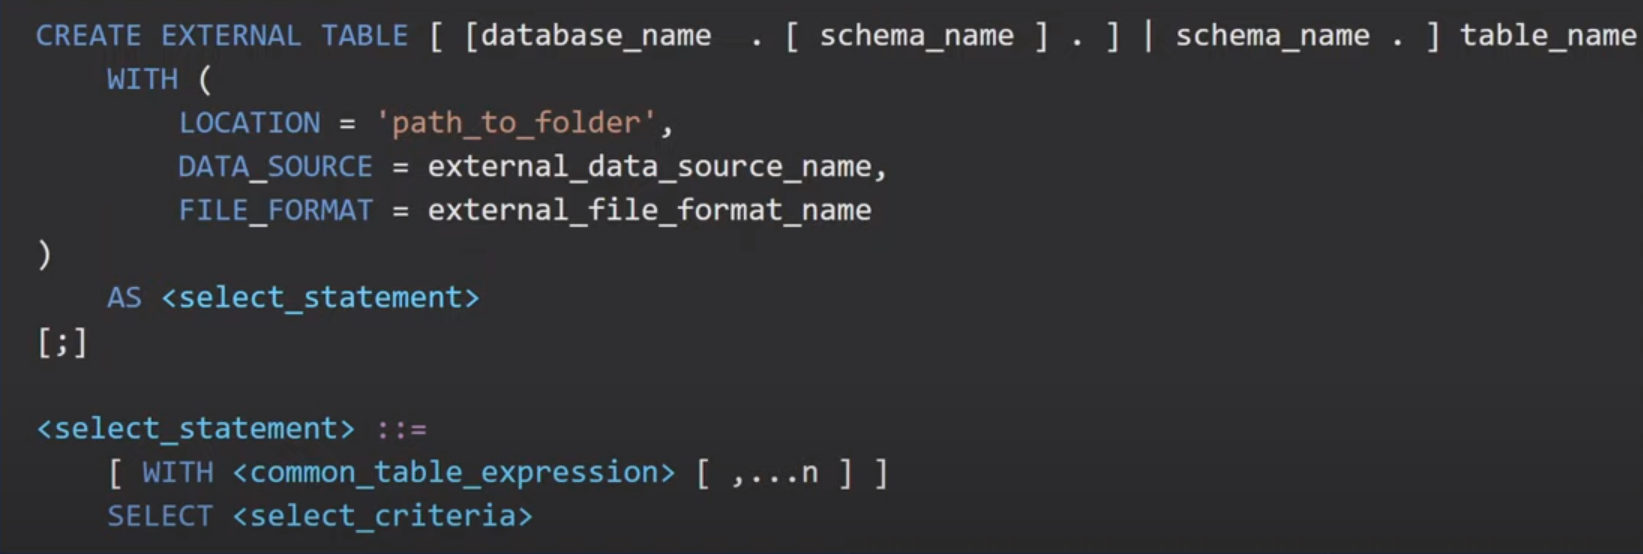 CREATE EXTERNAL TABLE [ [database_name  . [ schema_name ] . ] | schema_name . ] table_name
    WITH (
        LOCATION = 'path_to_folder',
        DATA_SOURCE = external_data_source_name,
        FILE_FORMAT = external_file_format_name
)
    AS <select_statement>
[;]

<select_statement> ::=
    [ WITH <common_table_expression> [ ,...n ] ]
    SELECT <select_criteria>